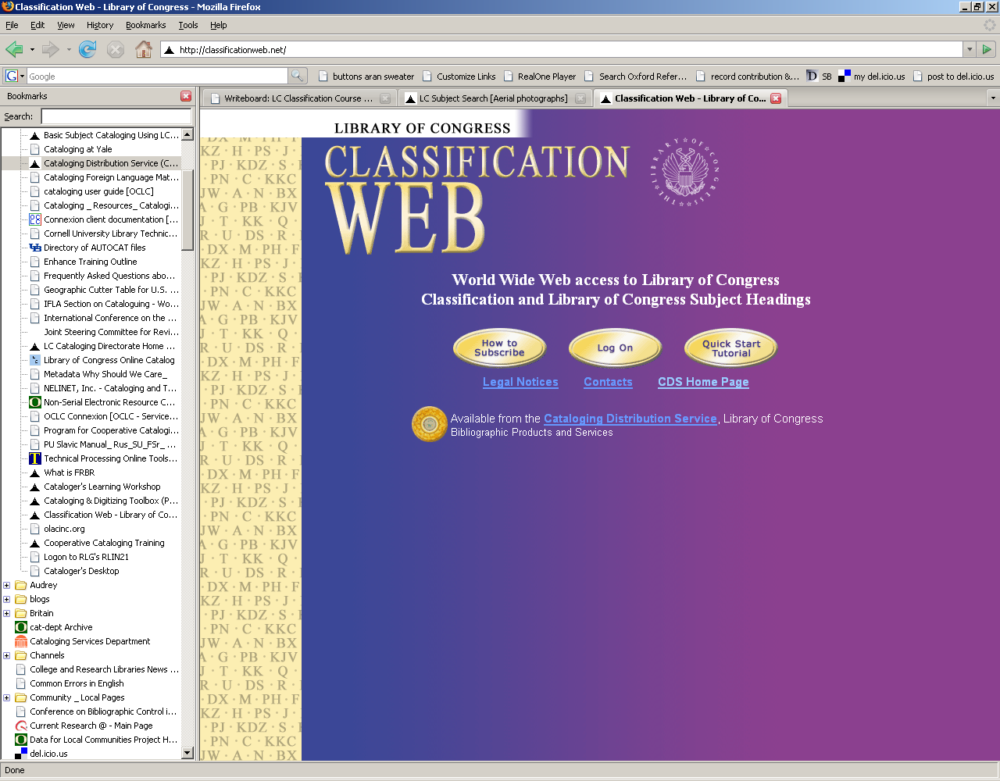 Classification Web - Library of Congress - Mozilla Firefox
File Edit View History Bookmarks Tools Help
http://classificationweb.net/
G Google buttons aran sweater Customize Links RealOne Player Search Oxford Refer... record contribution &... D SB my del.icio.us post to del.icio.us
Bookmarks
Search:
Basic Subject Cataloging Using LC...
Cataloging at Yale
Cataloging Distribution Service (C...
Cataloging Foreign Language Mat...
cataloging user guide [OCLC]
Cataloging _ Resources_ Catalogi...
Connexion client documentation [...
Cornell University Library Technic...
Directory of AUTOCAT files
Enhance Training Outline
Frequently Asked Questions abo...
Geographic Cutter Table for U.S. ...
IFLA Section on Cataloguing - Wo...
International Conference on the ...
Joint Steering Committee for Revi...
LC Cataloging Directorate Home ...
Library of Congress Online Catalog
Metadata Why Should We Care_
NELINET, Inc. - Cataloging and T...
Non-Serial Electronic Resource C...
OCLC Connexion [OCLC - Service...
Program for Cooperative Catalogi...
PU Slavic Manual_ Rus_SU_FSr_ ...
Technical Processing Online Tools...
What is FRBR
Cataloger's Learning Workshop
Cataloging & Digitizing Toolbox (P...
Classification Web - Library of Co...
olacinc.org
Cooperative Cataloging Training
Logon to RLG's RLIN21
Cataloger's Desktop
Audrey
blogs
Britain
cat-dept Archive
Cataloging Services Department
Channels
College and Research Libraries News ...
Common Errors in English
Community _ Local Pages
Conference on Bibliographic Control i...
Current Research @ - Main Page
Data for Local Communities Project H...
del.icio.us
Writeboard: LC Classification Course ... LC Subject Search [Aerial photographs] Classification Web - Library of Co...
LIBRARY OF CONGRESS
CLASSIFICATION
WEB
LIBRARY OF CONGRESS
World Wide Web access to Library of Congress
Classification and Library of Congress Subject Headings
How to
Subscribe
Log On
Quick Start
Tutorial
Legal Notices Contacts CDS Home Page
Available from the Cataloging Distribution Service, Library of Congress
Bibliographic Products and Services
Done